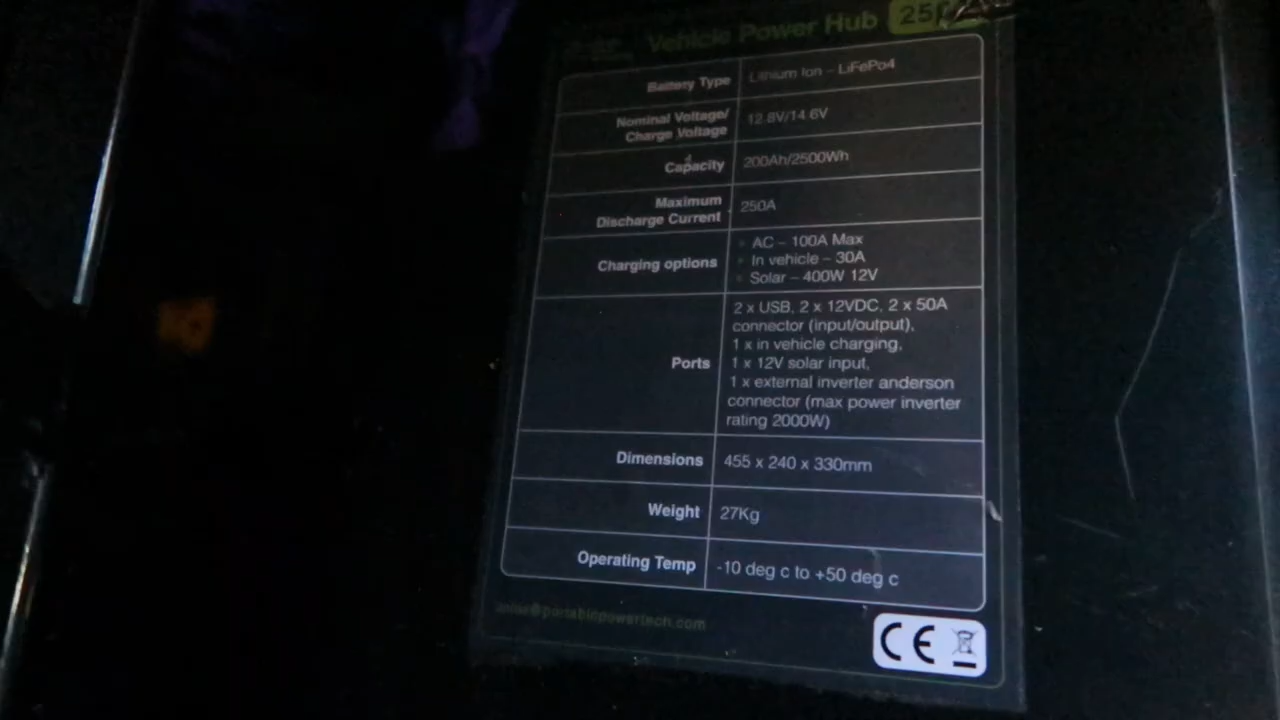 Vehicle Power Hub
Battery Type
Lithium Ion – LiFePo4
Nominal Voltage/
Charge Voltage
12.8V/14.6V
Capacity
200Ah/2500Wh
Maximum
Discharge Current
250A
Charging options
• AC – 100A Max
• In vehicle – 30A
• Solar – 400W 12V
Ports
2 x USB, 2 x 12VDC, 2 x 50A
connector (input/output),
1 x in vehicle charging,
1 x 12V solar input,
1 x external inverter anderson
connector (max power inverter
rating 2000W)
Dimensions
455 x 240 x 330mm
Weight
27Kg
Operating Temp
-10 deg c to +50 deg c
CE